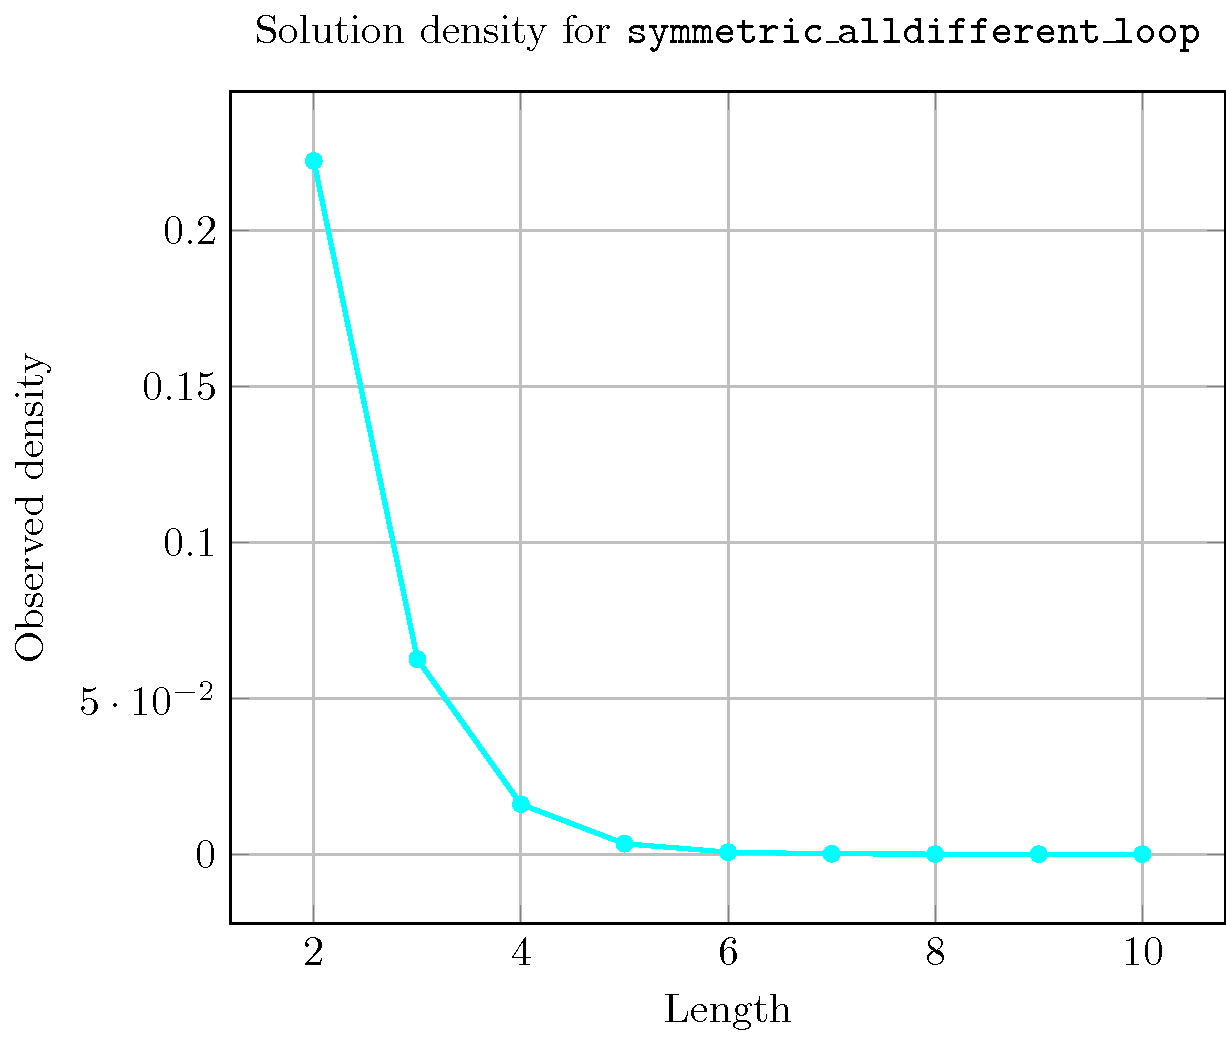 Solution density for symmetric_alldifferent_loop
0.2
0.15
0.1
5 · 10⁻²
0
Observed density
2 4 6 8 10
Length